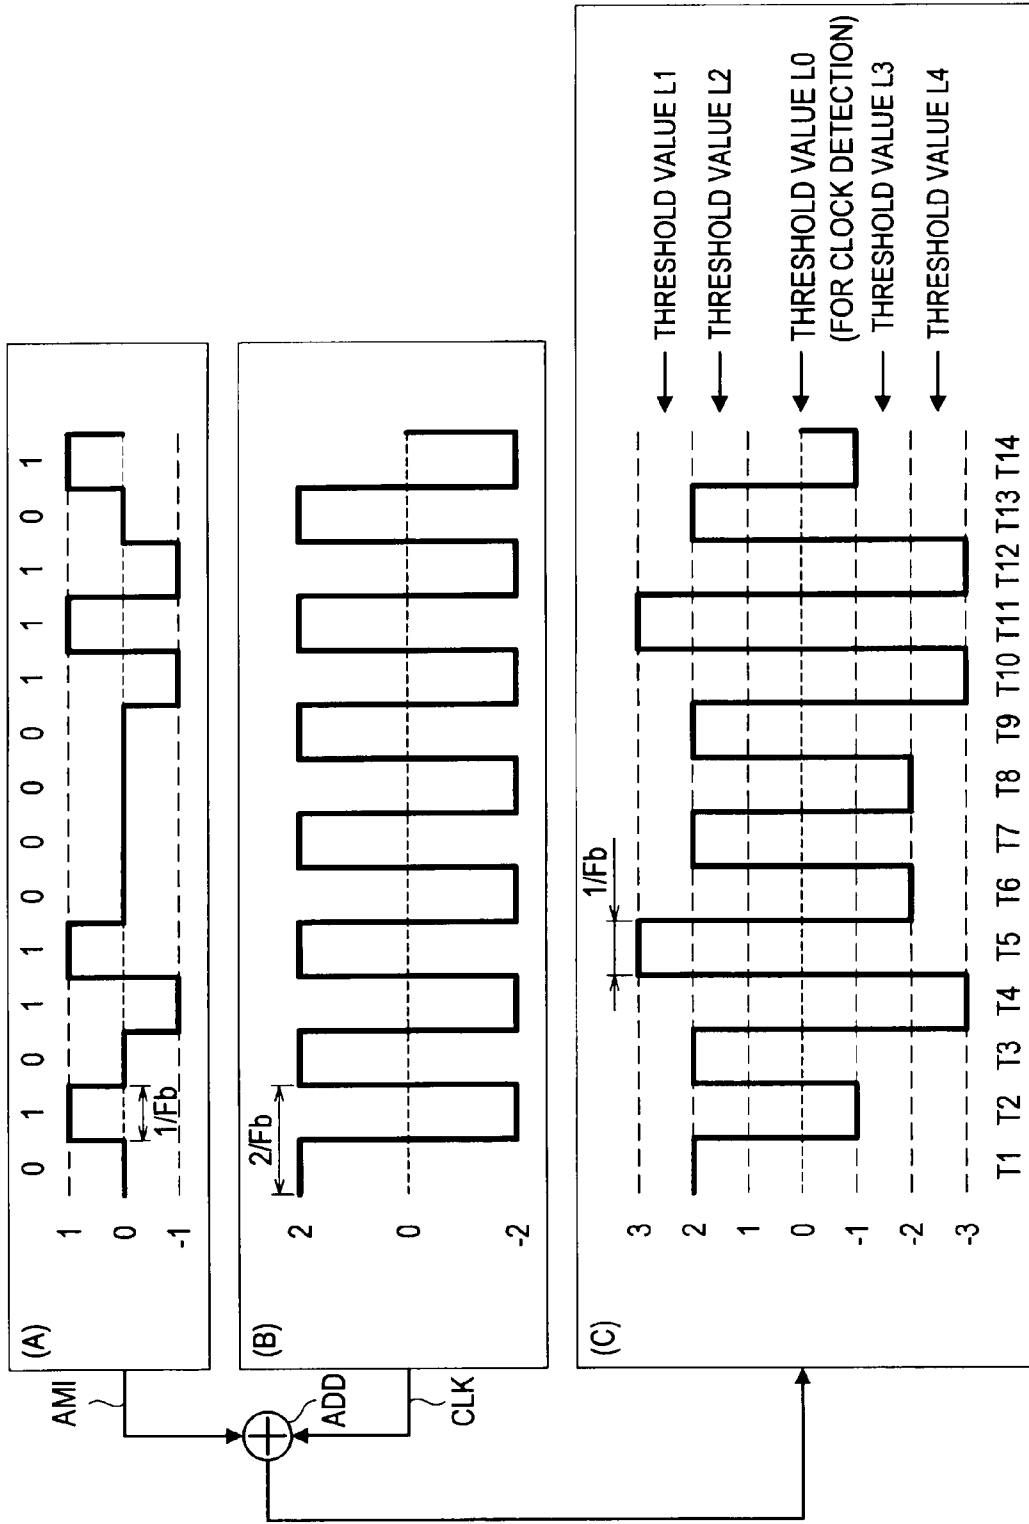 (A)
0 1 0 1 1 0 0 0 0 1 1 1 0 1
1
0
-1
1/Fb
AMI
(B)
2
0
-2
2/Fb
CLK
ADD
(C)
3
2
1
0
-1
-2
-3
1/Fb
T1 T2 T3 T4 T5 T6 T7 T8 T9 T10 T11 T12 T13 T14
THRESHOLD VALUE L1
THRESHOLD VALUE L2
THRESHOLD VALUE L0
(FOR CLOCK DETECTION)
THRESHOLD VALUE L3
THRESHOLD VALUE L4